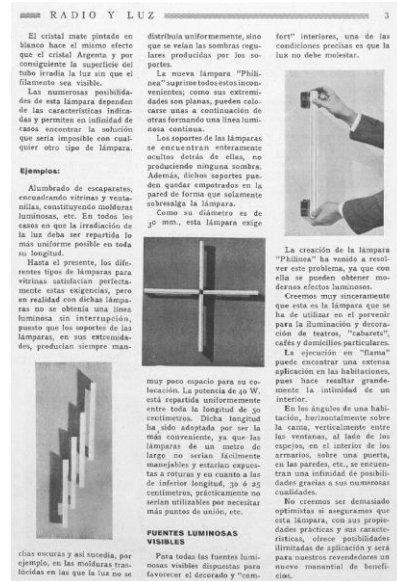 RADIO Y LUZ 3
El cristal mate pintado en
blanco hace el mismo efecto
que el cristal Argenta y por
consiguiente la superficie del
tubo irradia la luz sin que el
filamento sea visible.
Las numerosas posibilida-
des de esta lámpara dependen
de las características indica-
das y permiten en infinidad de
casos encontrar la solución
que sería imposible con cual-
quier otro tipo de lámpara.
Ejemplos:
Alumbrado de escaparates,
encuadrando vitrinas y venta-
nillas, constituyendo molduras
luminosas, etc. En todos los
casos en que la irradiación de
la luz deba ser repartida lo
más uniforme posible en toda
su longitud.
Hasta el presente, los dife-
rentes tipos de lámparas para
vitrinas satisfacían perfecta-
mente estas exigencias, pero
en realidad con dichas lámpa-
ras no se obtenía una línea
luminosa sin interrupción,
puesto que los soportes de las
lámparas, en sus extremida-
des, producían siempre man-
chas oscuras y así sucedía, por
ejemplo, en las molduras tras-
lúcidas en las que la luz no se
distribuía uniformemente, sino
que se veían las sombras regu-
lares producidas por los so-
portes.
La nueva lámpara "Phili-
nea" suprime todos estos incon-
venientes; como sus extremi-
dades son planas, pueden colo-
carse unas a continuación de
otras formando una línea lumi-
nosa continua.
Los soportes de las lámparas
se encuentran enteramente
ocultos detrás de ellas, no
produciendo ninguna sombra.
Además, dichos soportes pue-
den quedar empotrados en la
pared de forma que solamente
sobresalga la lámpara.
Como su diámetro es de
30 mm., esta lámpara exige
muy poco espacio para su co-
locación. La potencia de 40 W.
está repartida uniformemente
entre toda la longitud de 50
centímetros. Dicha longitud
ha sido adoptada por ser la
más corriente, ya que las
lámparas de un metro de
largo no serían fácilmente
manejables y estarían expues-
tas a roturas y en cuanto a las
de inferior longitud, 30 ó 25
centímetros, prácticamente no
serían utilizables por necesitar
más puntos de unión, etc.
FUENTES LUMINOSAS
VISIBLES
Para todas las fuentes lumi-
nosas visibles dispuestas para
favorecer el decorado y "com-
fort" interiores, una de las
condiciones precisas es que la
luz no debe molestar.
La creación de la lámpara
"Philinea" ha venido a resol-
ver este problema, ya que con
ella se pueden obtener mo-
dernos efectos luminosos.
Creemos muy sinceramente
que esta es la lámpara que se
ha de utilizar en el porvenir
para la iluminación y decora-
ción de teatros, "cabarets",
cafés y domicilios particulares.
La ejecución en "flama"
puede encontrar una extensa
aplicación en las habitaciones,
pues hace resaltar grande-
mente la intimidad de un
interior.
En los ángulos de una habi-
tación, horizontalmente sobre
la cama, verticalmente entre
las ventanas, al lado de los
espejos, en el interior de los
armarios, sobre una puerta,
en las paredes, etc., se encuen-
tran una infinidad de posibili-
dades gracias a sus numerosas
cualidades.
No creemos ser demasiado
optimistas si aseguramos que
esta lámpara, con sus propie-
dades prácticas y sus caracte-
rísticas, ofrece posibilidades
ilimitadas de aplicación y será
para nuestros revendedores un
nuevo manantial de benefi-
cios.